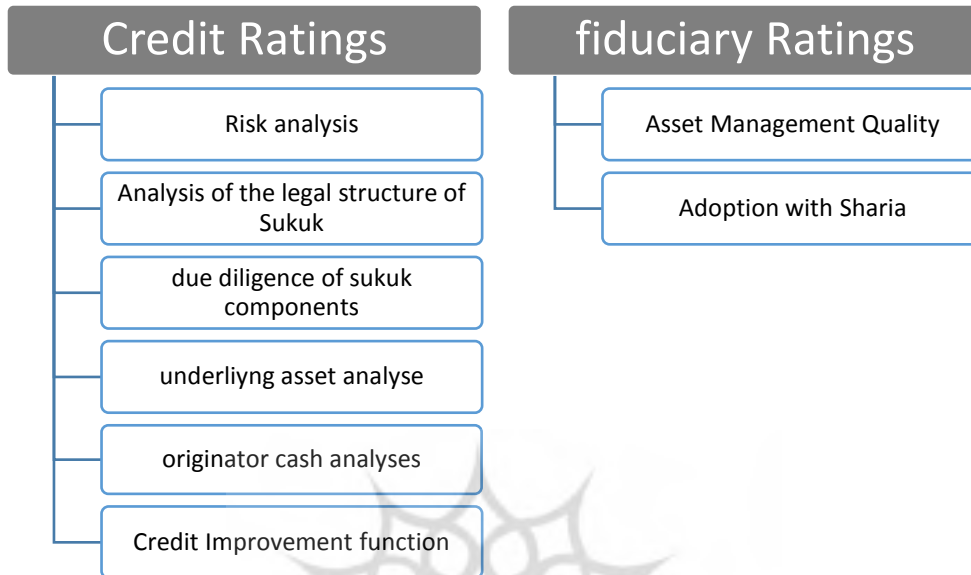 Credit Ratings
Risk analysis
Analysis of the legal structure of
Sukuk
due diligence of sukuk
components
underliyng asset analyse
originator cash analyses
Credit Improvement function
fiduciary Ratings
Asset Management Quality
Adoption with Sharia